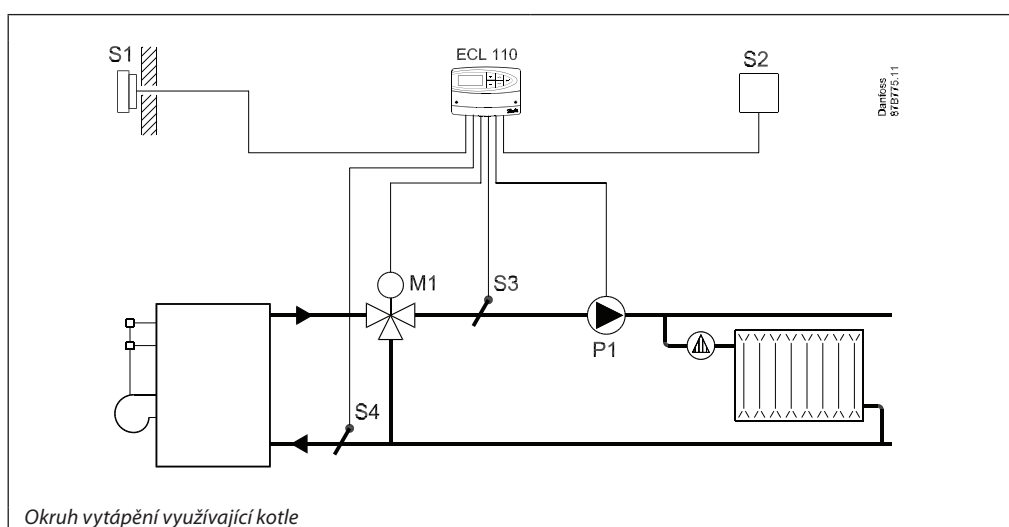 S1
ECL 110
S2
Danfoss
87B775.11
M1
S3
P1
S4
Okruh vytápění využívající kotle